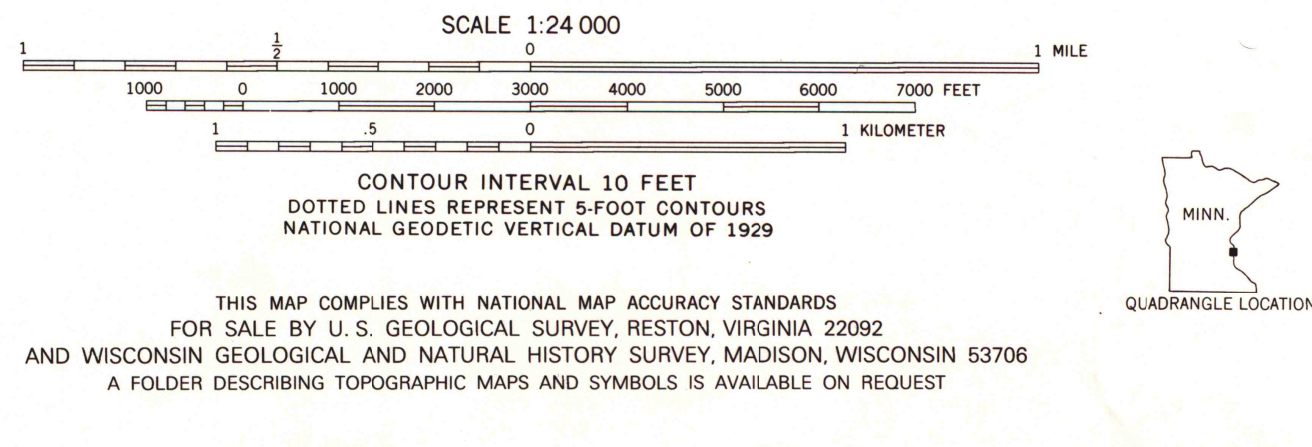 SCALE 1:24 000
1 1/2 0 1 MILE
1000 0 1000 2000 3000 4000 5000 6000 7000 FEET
1 .5 0 1 KILOMETER
CONTOUR INTERVAL 10 FEET
DOTTED LINES REPRESENT 5-FOOT CONTOURS
NATIONAL GEODETIC VERTICAL DATUM OF 1929
THIS MAP COMPLIES WITH NATIONAL MAP ACCURACY STANDARDS
FOR SALE BY U. S. GEOLOGICAL SURVEY, RESTON, VIRGINIA 22092
AND WISCONSIN GEOLOGICAL AND NATURAL HISTORY SURVEY, MADISON, WISCONSIN 53706
A FOLDER DESCRIBING TOPOGRAPHIC MAPS AND SYMBOLS IS AVAILABLE ON REQUEST
MINN.
QUADRANGLE LOCATION